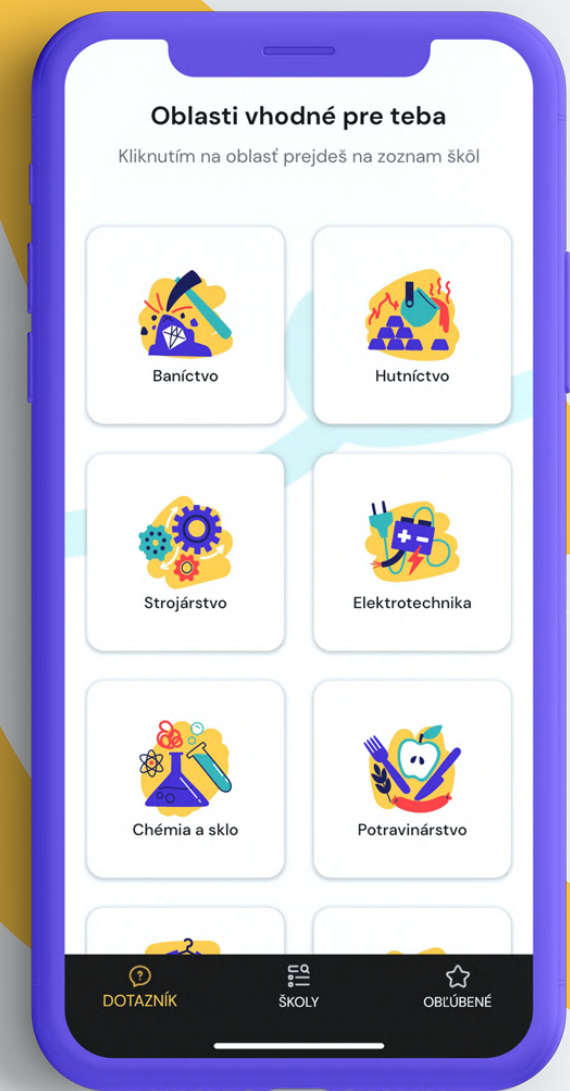 Oblasti vhodné pre teba
Kliknutím na oblasť prejdeš na zoznam škôl
Baníctvo
Hutníctvo
Strojárstvo
Elektrotechnika
Chémia a sklo
Potravinárstvo
DOTAZNÍK
ŠKOLY
OBĽÚBENÉ